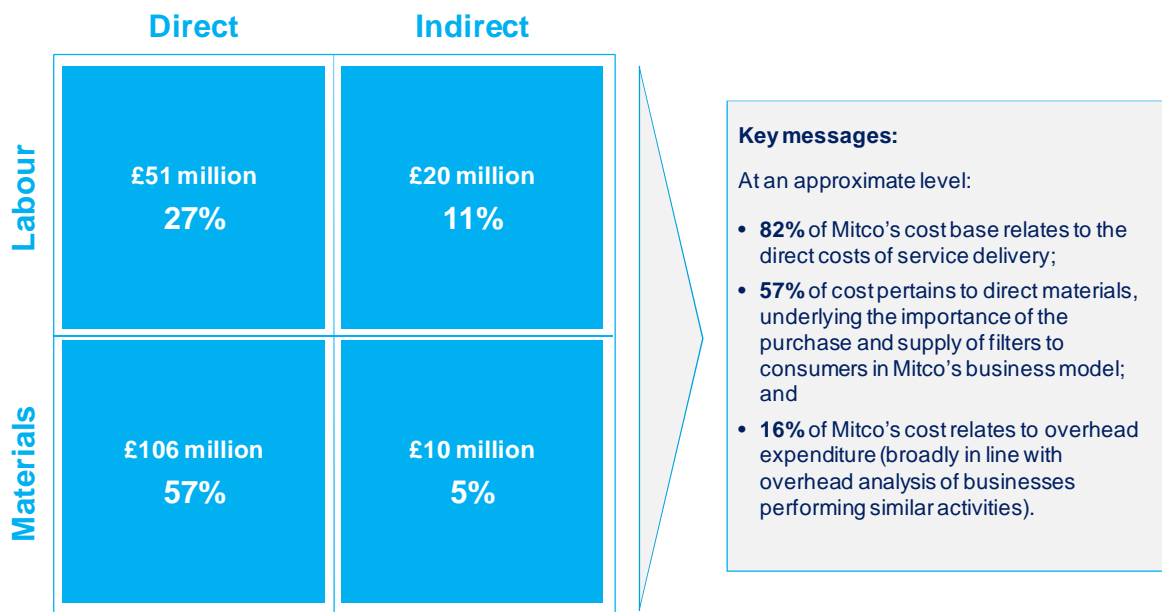 Direct
Indirect
Labour
£51 million
27%
£20 million
11%
Materials
£106 million
57%
£10 million
5%
Key messages:
At an approximate level:
• 82% of Mitco’s cost base relates to the
direct costs of service delivery;
• 57% of cost pertains to direct materials,
underlying the importance of the
purchase and supply of filters to
consumers in Mitco’s business model;
and
• 16% of Mitco’s cost relates to overhead
expenditure (broadly in line with
overhead analysis of businesses
performing similar activities).